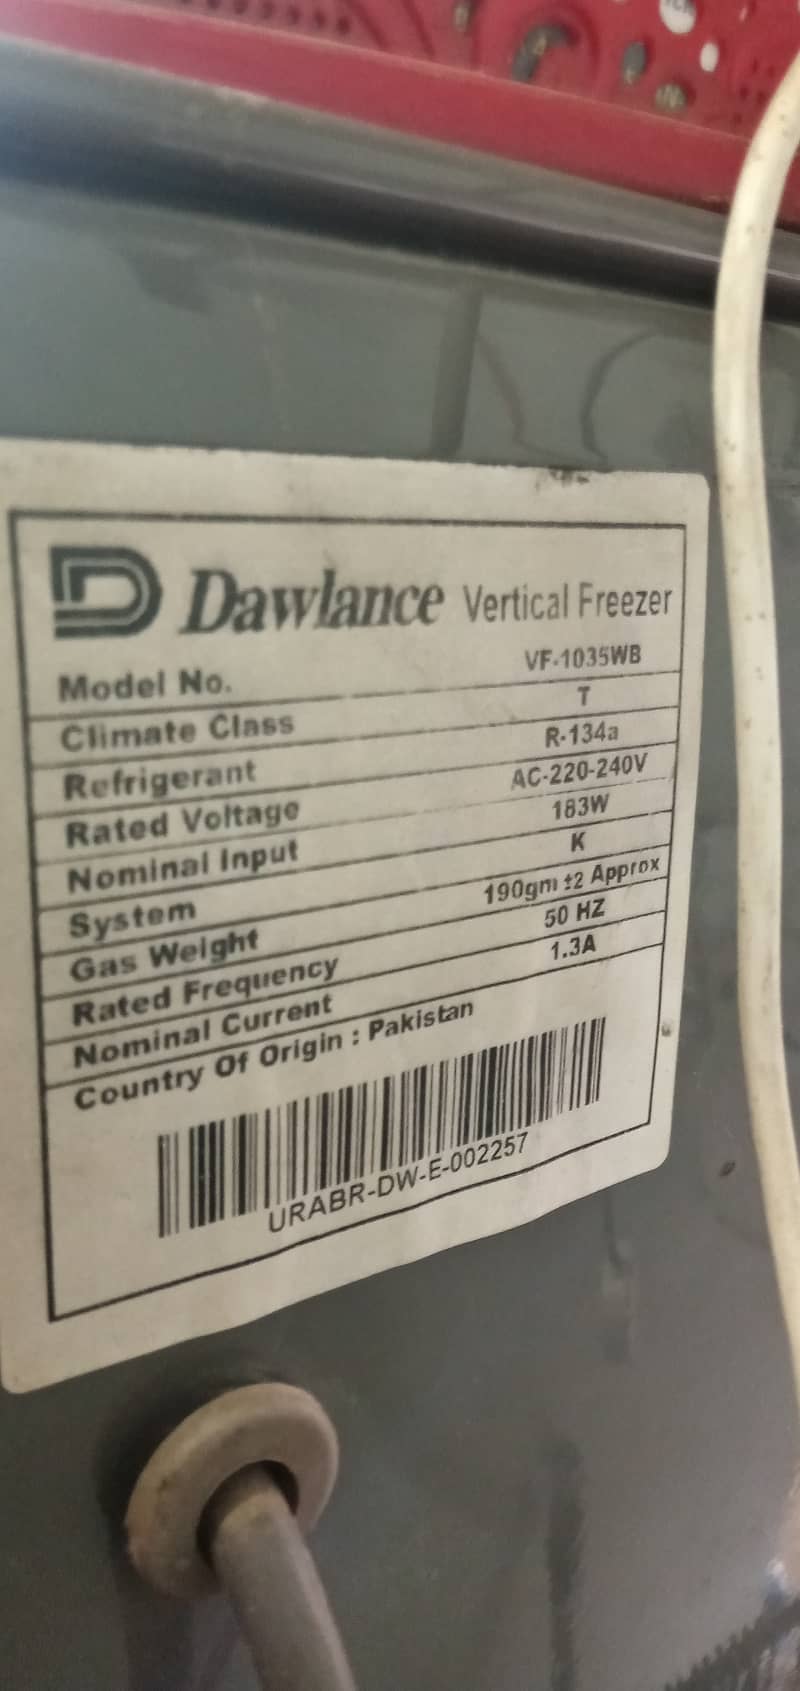 Dawlance Vertical Freezer
Model No. VF-1035WB
Climate Class T
Refrigerant R-134a
Rated Voltage AC-220-240V
Nominal Input 183W
System K
Gas Weight 190gm ±2 Approx
Rated Frequency 50 HZ
Nominal Current 1.3A
Country Of Origin : Pakistan
URABR-DW-E-002257